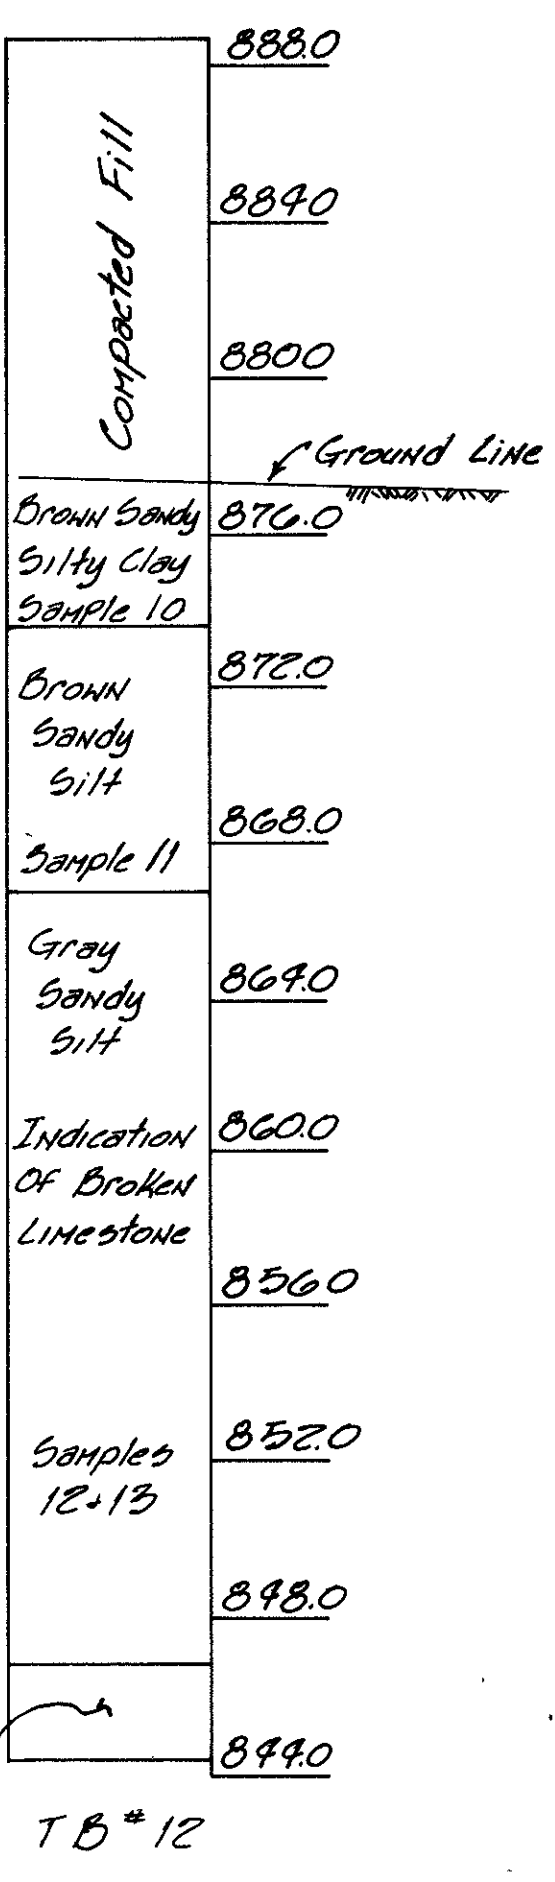 888.0
Compacted Fill
884.0
880.0
Ground Line
Brown Sandy
Silty Clay
Sample 10
876.0
872.0
Brown
Sandy
Silt
Sample 11
868.0
Gray
Sandy
Silt
864.0
Indication
Of Broken
Limestone
860.0
856.0
852.0
Samples
12+13
848.0
844.0
TB #12